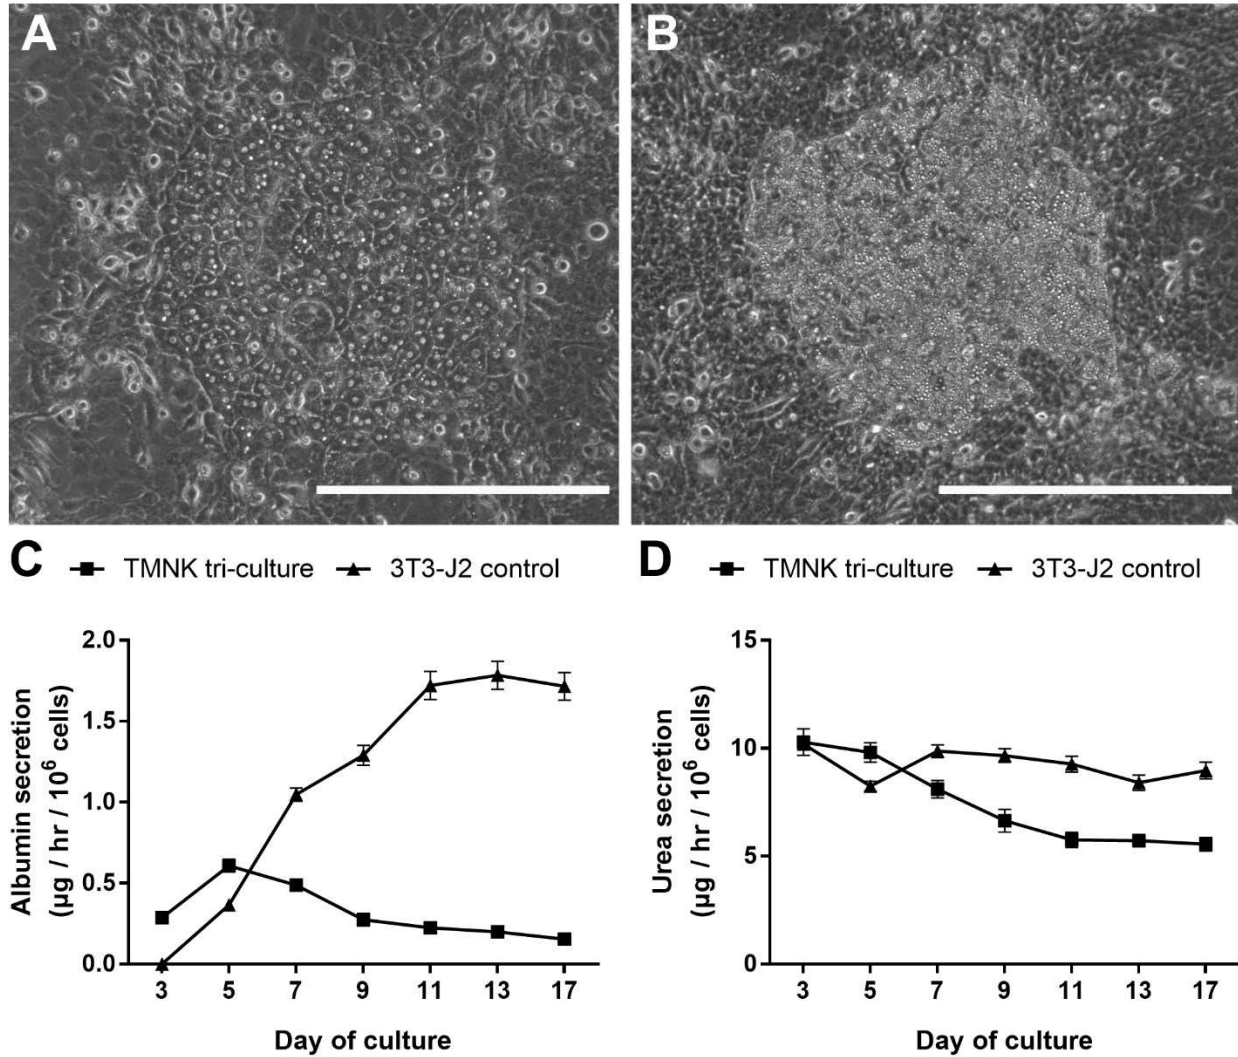 A
B
C TMNK tri-culture 3T3-J2 control
D TMNK tri-culture 3T3-J2 control
Albumin secretion
(µg / hr / 10⁶ cells)
2.0
1.5
1.0
0.5
0.0
3 5 7 9 11 13 17
Day of culture
Urea secretion
(µg / hr / 10⁶ cells)
15
10
5
0
3 5 7 9 11 13 17
Day of culture